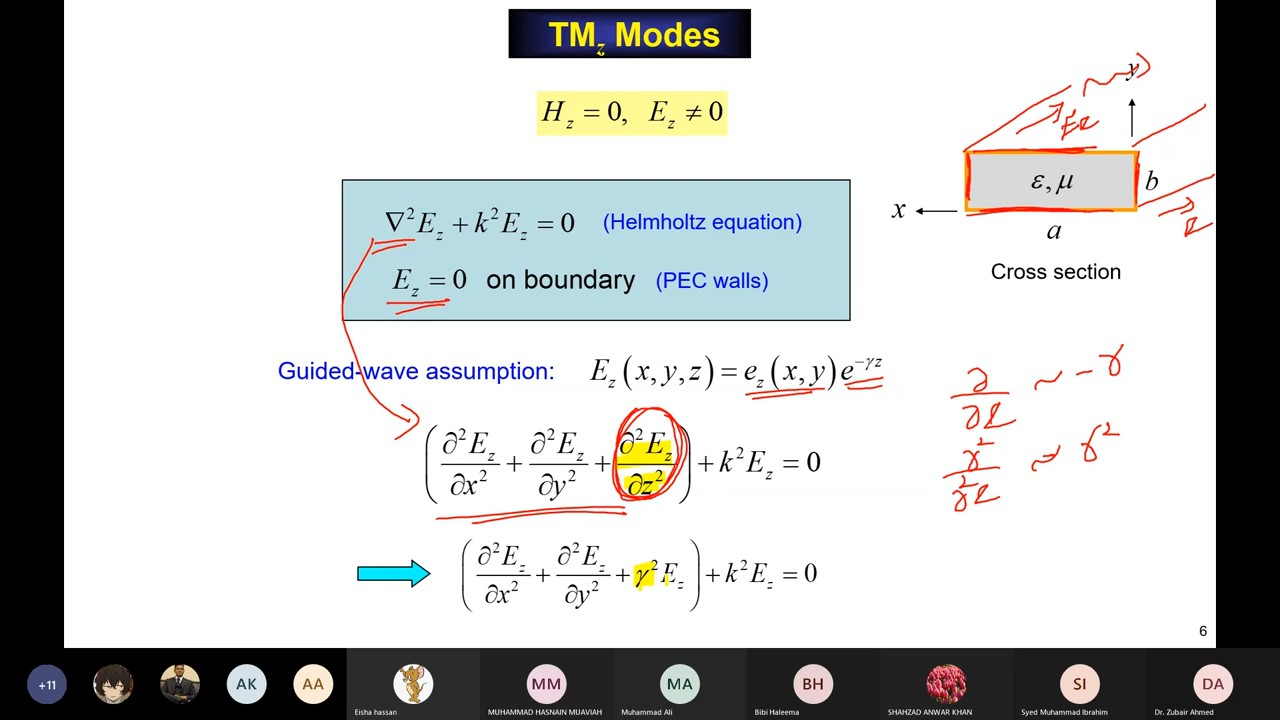 TMz Modes
Hz = 0, Ez ≠ 0
y
Ez
ε, μ
b
x
z
a
Cross section
∇²Ez + k²Ez = 0 (Helmholtz equation)
Ez = 0 on boundary (PEC walls)
Guided-wave assumption: Ez(x, y, z) = ez(x, y)e^−γz
∂/∂z ~ −γ
(∂²Ez/∂x² + ∂²Ez/∂y² + ∂²Ez/∂z²) + k²Ez = 0
∂²/∂²z ~ γ²
(∂²Ez/∂x² + ∂²Ez/∂y² + γ²Ez) + k²Ez = 0
6
+11
AK
AA
MM
MA
BH
SI
DA
Eisha hassan
MUHAMMAD HASNAIN MUAVIAH
Muhammad Ali
Bibi Haleema
SHAHZAD ANWAR KHAN
Syed Muhammad Ibrahim
Dr. Zubair Ahmed